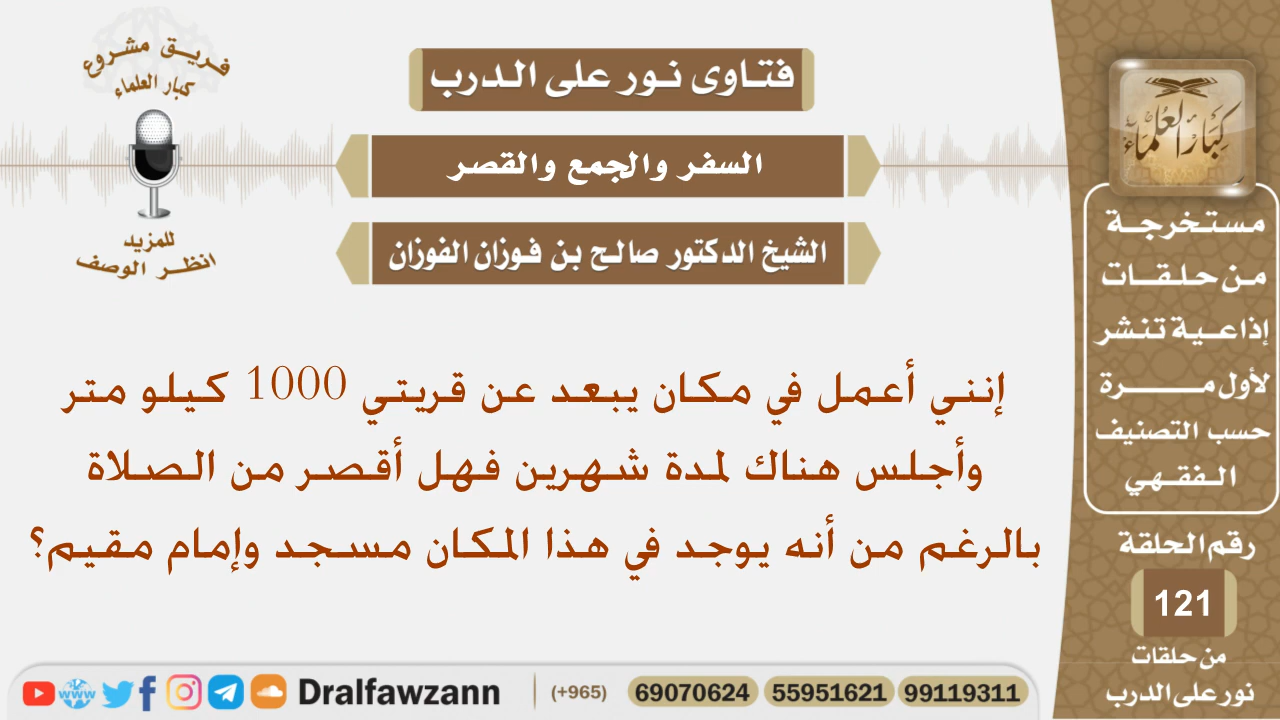 فريق مشروع
كبار العلماء
للمزيد
انظر الوصف
فتاوى نور على الدرب
السفر والجمع والقصر
الشيخ الدكتور صالح بن فوزان الفوزان
إنني أعمل في مكان يبعد عن قريتي 1000 كيلو متر
وأجلس هناك لمدة شهرين فهل أقصر من الصلاة
بالرغم من أنه يوجد في هذا المكان مسجد وإمام مقيم؟
كبار العلماء
مستخرجة
من حلقات
إذاعية تنشر
لأول مرة
حسب التصنيف
الفقهي
رقم الحلقة
121
من حلقات
نور على الدرب
www Dralfawzann (+965) 69070624 55951621 99119311